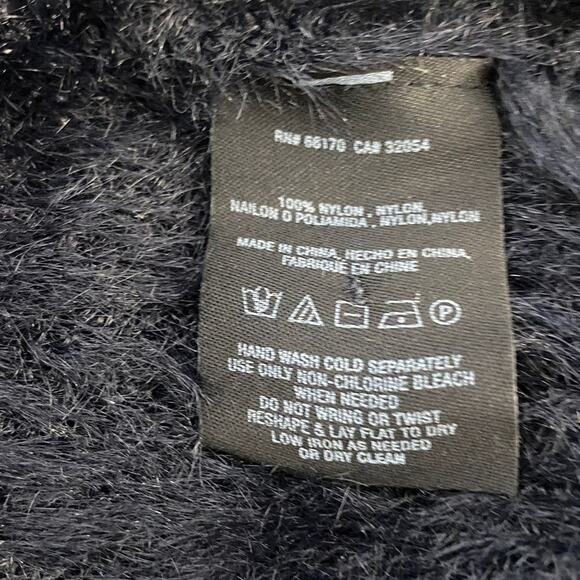 RN# 66170 CA# 32054
100% NYLON - NYLON,
NAILON O POLIAMIDA , NYLON,NYLON
MADE IN CHINA, HECHO EN CHINA,
FABRIQUE EN CHINE
P
HAND WASH COLD SEPARATELY
USE ONLY NON-CHLORINE BLEACH
WHEN NEEDED
DO NOT WRING OR TWIST
RESHAPE & LAY FLAT TO DRY
LOW IRON AS NEEDED
OR DRY CLEAN